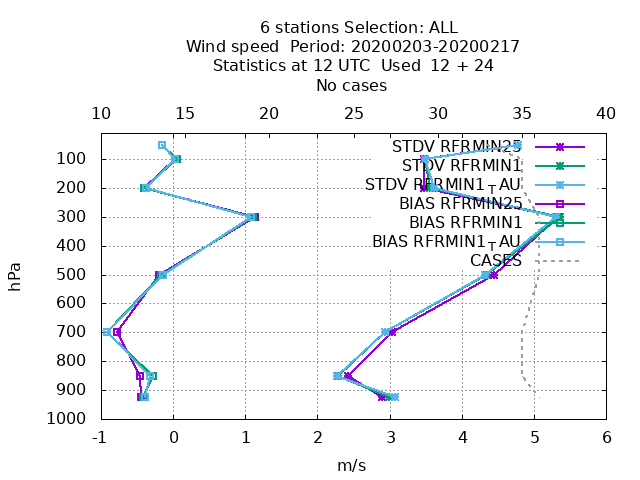 6 stations Selection: ALL
Wind speed  Period: 20200203-20200217
Statistics at 12 UTC  Used  12 + 24
No cases
10 15 20 25 30 35 40
STDV RFRMIN25
STDV RFRMIN1
STDV RFRMIN1TAU
BIAS RFRMIN25
BIAS RFRMIN1
BIAS RFRMIN1TAU
CASES
hPa
100
200
300
400
500
600
700
800
900
1000
-1 0 1 2 3 4 5 6
m/s